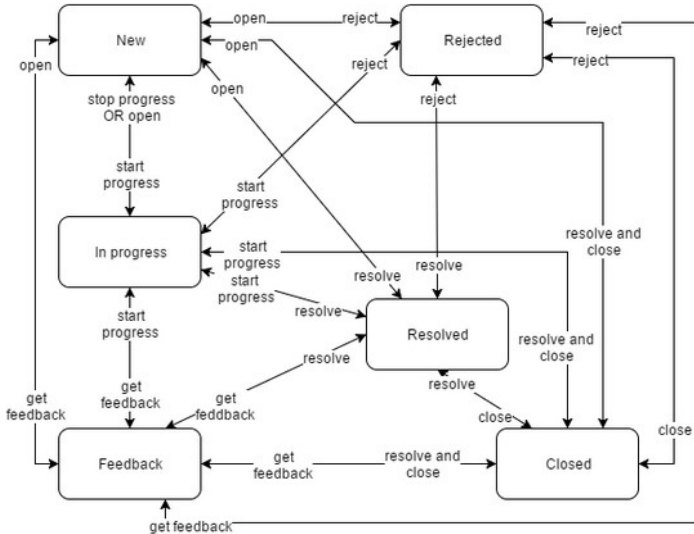 open
reject
New
Rejected
reject
open
open
reject
reject
open
reject
stop progress
OR open
start
progress
start
progress
resolve and
close
In progress
start
progress
resolve
resolve
start
progress
resolve
Resolved
start
progress
resolve and
close
resolve
get
feedback
get
feddback
resolve
get
feedback
close
close
Feedback
get
feedback
resolve and
close
Closed
get feedback